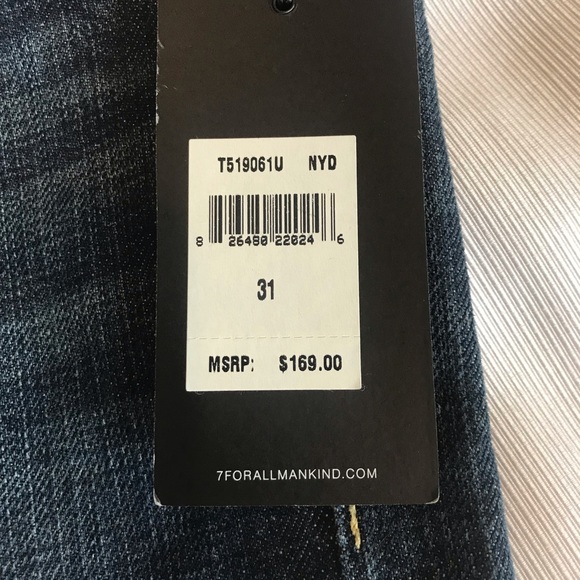 T519061U NYD
8 26480 22024 6
31
MSRP: $169.00
7FORALLMANKIND.COM